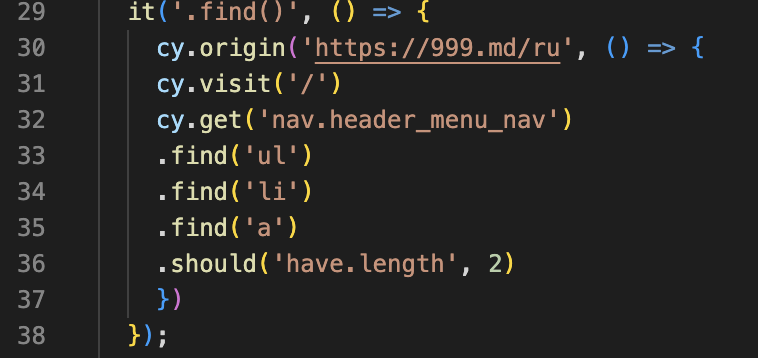 29 it('.find()', () => {
30 cy.origin('https://999.md/ru', () => {
31 cy.visit('/')
32 cy.get('nav.header_menu_nav')
33 .find('ul')
34 .find('li')
35 .find('a')
36 .should('have.length', 2)
37 })
38 });